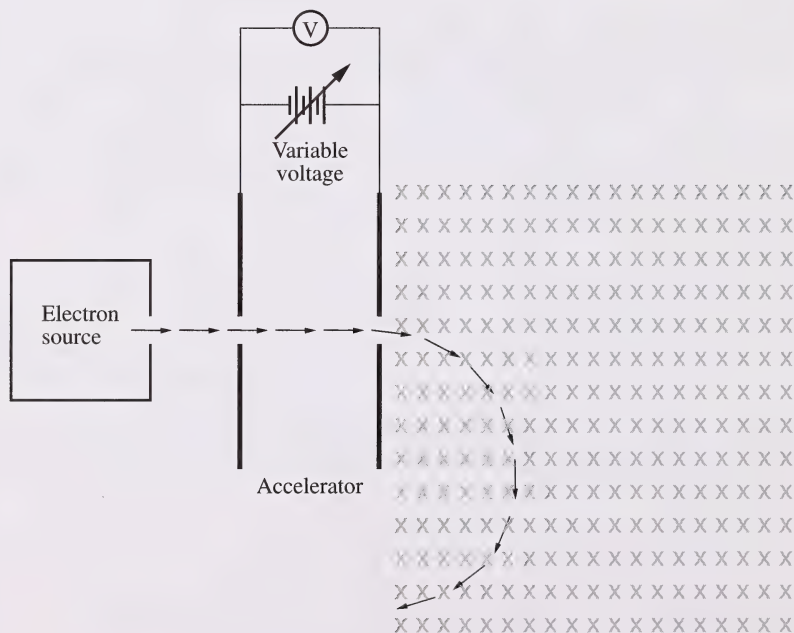 V
Variable
voltage
Electron
source
Accelerator